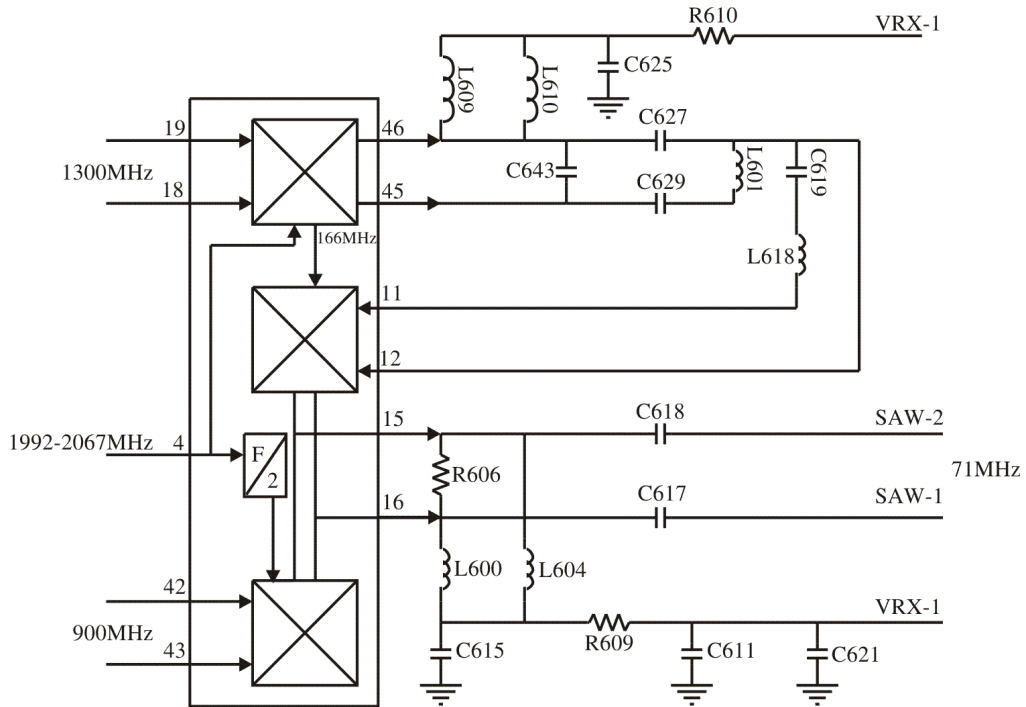 R610
VRX-1
L609
L610
C625
19
46
C627
1300MHz
C643
L601
C619
18
45
C629
166MHz
L618
11
12
15
C618
SAW-2
1992-2067MHz
4
F
2
R606
71MHz
16
C617
SAW-1
L600
L604
42
VRX-1
900MHz
R609
43
C615
C611
C621